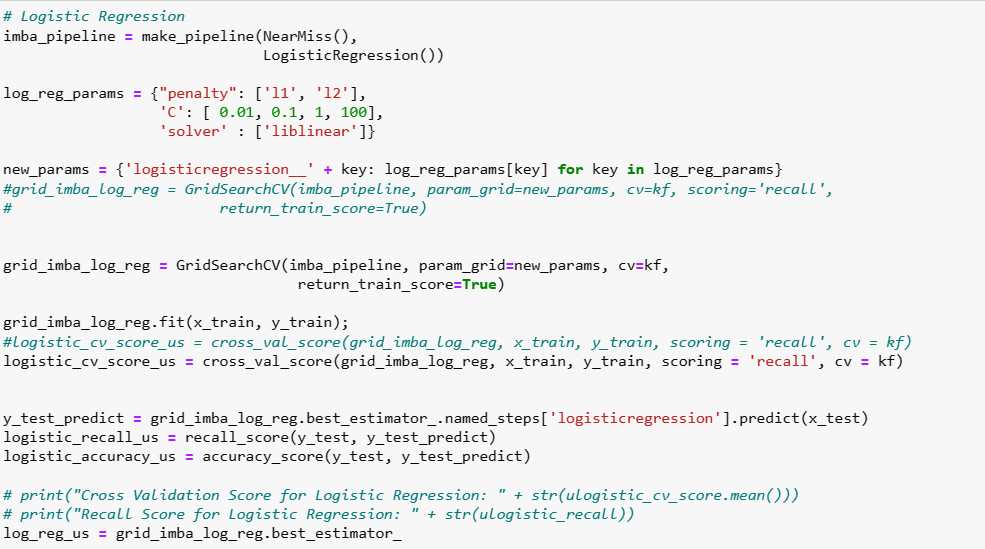 # Logistic Regression
imba_pipeline = make_pipeline(NearMiss(),
                              LogisticRegression())
log_reg_params = {"penalty": ['l1', 'l2'],
                  'C': [ 0.01, 0.1, 1, 100],
                  'solver' : ['liblinear']}
new_params = {'logisticregression__' + key: log_reg_params[key] for key in log_reg_params}
#grid_imba_log_reg = GridSearchCV(imba_pipeline, param_grid=new_params, cv=kf, scoring='recall',
#                        return_train_score=True)
grid_imba_log_reg = GridSearchCV(imba_pipeline, param_grid=new_params, cv=kf,
                                  return_train_score=True)
grid_imba_log_reg.fit(x_train, y_train);
#logistic_cv_score_us = cross_val_score(grid_imba_log_reg, x_train, y_train, scoring = 'recall', cv = kf)
logistic_cv_score_us = cross_val_score(grid_imba_log_reg, x_train, y_train, scoring = 'recall', cv = kf)
y_test_predict = grid_imba_log_reg.best_estimator_.named_steps['logisticregression'].predict(x_test)
logistic_recall_us = recall_score(y_test, y_test_predict)
logistic_accuracy_us = accuracy_score(y_test, y_test_predict)
# print("Cross Validation Score for Logistic Regression: " + str(ulogistic_cv_score.mean()))
# print("Recall Score for Logistic Regression: " + str(ulogistic_recall))
log_reg_us = grid_imba_log_reg.best_estimator_